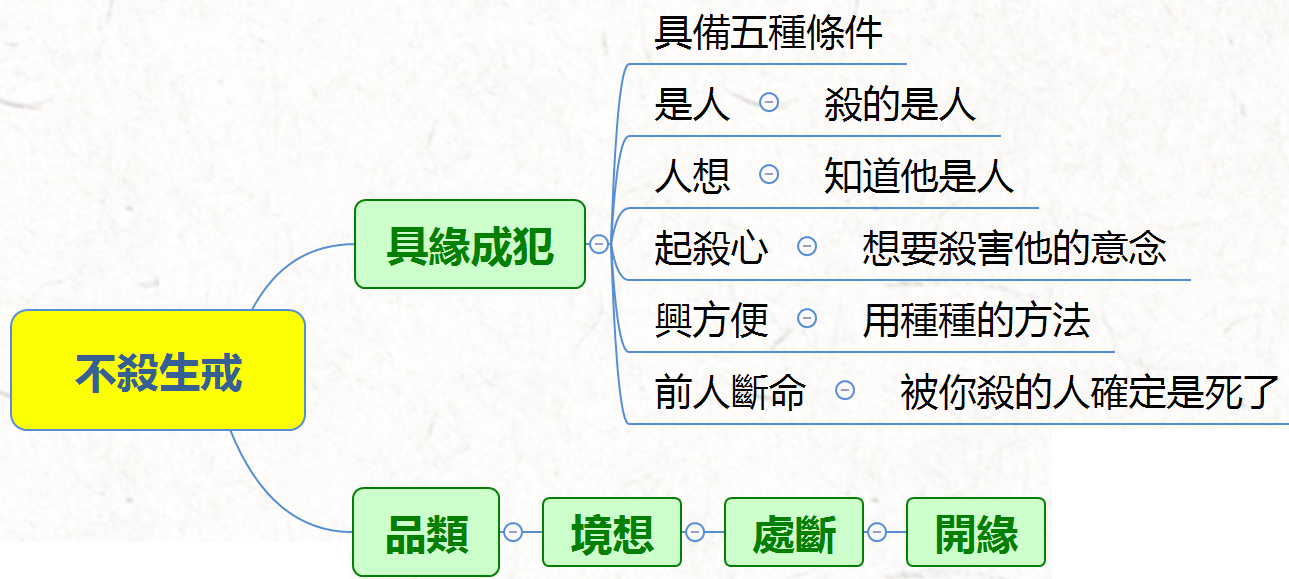 具備五種條件
是人 殺的是人
人想 知道他是人
具緣成犯
起殺心 想要殺害他的意念
興方便 用種種的方法
不殺生戒
前人斷命 被你殺的人確定是死了
品類 境想 處斷 開緣